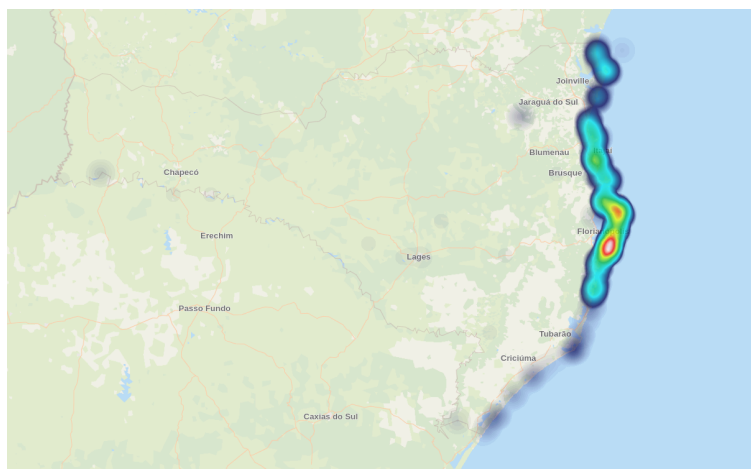 Joinville
Jaraguá do Sul
Blumenau
Brusque
Chapecó
Erechim
Lages
Passo Fundo
Tubarão
Criciúma
Caxias do Sul